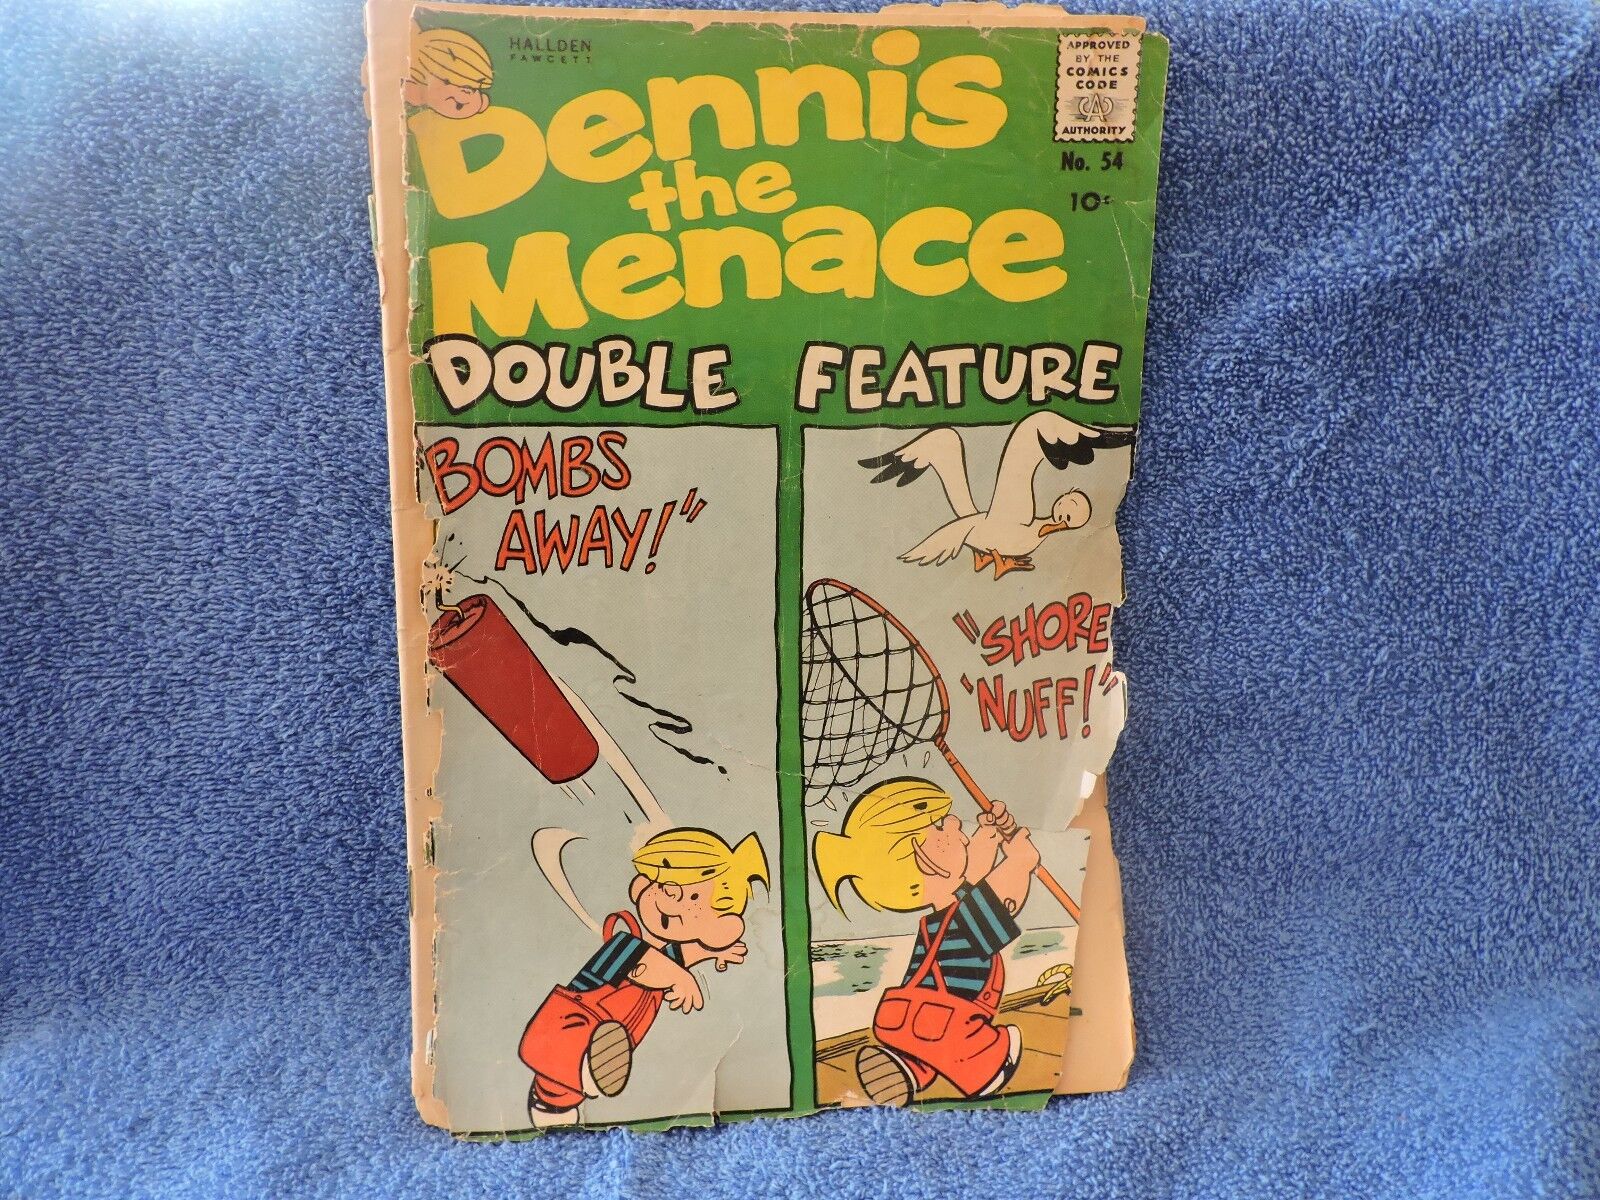 HALLDEN
FAWCETT
Dennis
the
Menace
APPROVED
BY THE
COMICS
CODE
CA
AUTHORITY
No. 54
10¢
DOUBLE FEATURE
BOMBS
AWAY!"
"SHORE
'NUFF!"